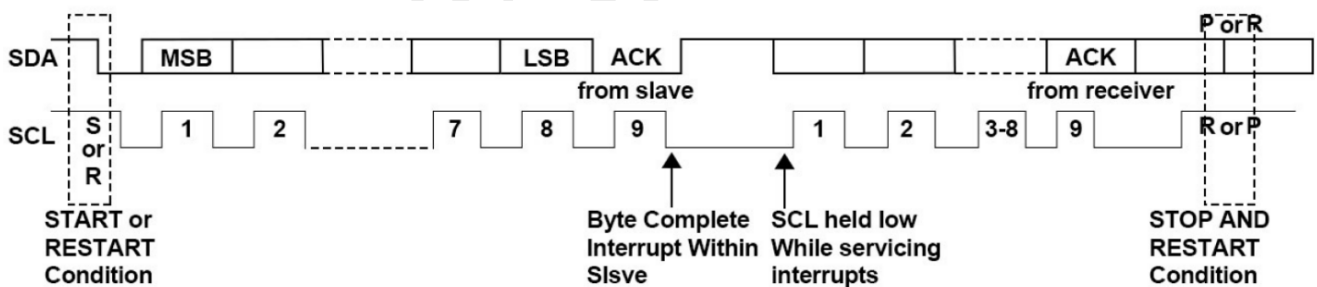 P or R
SDA
MSB
LSB
ACK
ACK
from slave
from receiver
SCL
S
or
R
1
2
7
8
9
1
2
3-8
9
R or P
START or
RESTART
Condition
Byte Complete
Interrupt Within
Slsve
SCL held low
While servicing
interrupts
STOP AND
RESTART
Condition